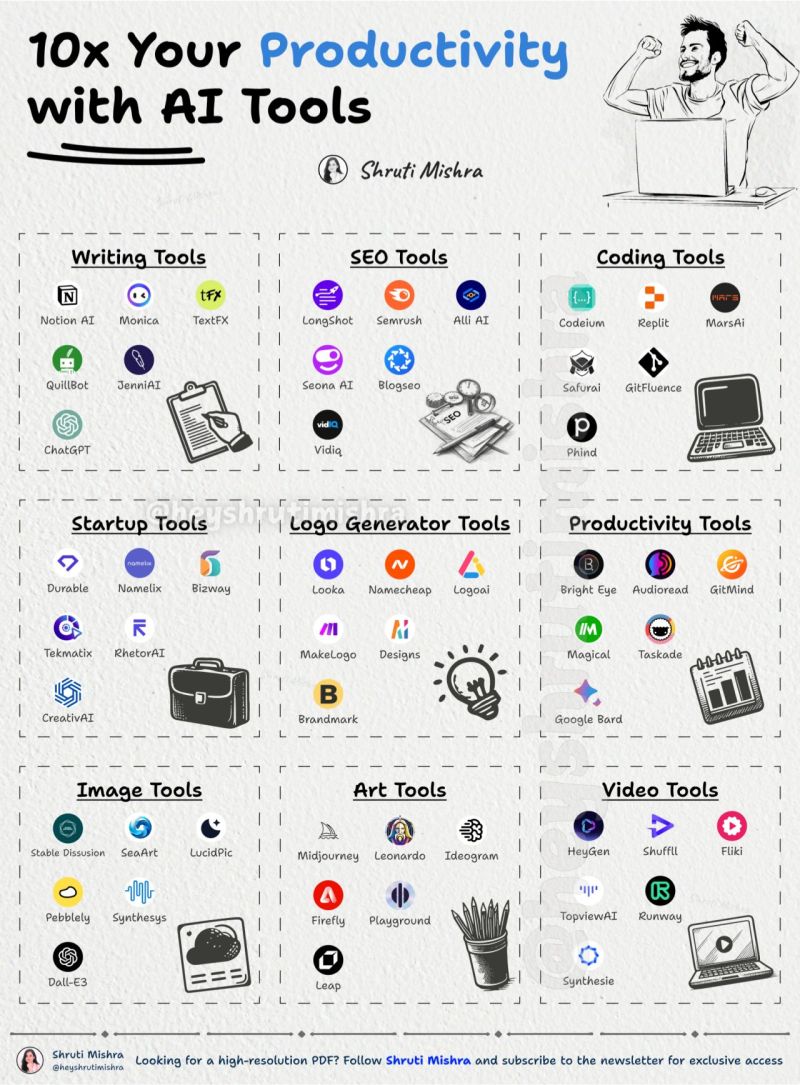 10x Your Productivity
with AI Tools
Shruti Mishra
Writing Tools
Notion AI
Monica
tFX
TextFX
QuillBot
JenniAI
ChatGPT
SEO Tools
LongShot
Semrush
Alli AI
Seona AI
Blogseo
vidIQ
Vidiq
SEO
Coding Tools
Codeium
Replit
MARS
MarsAi
Safurai
GitFluence
Phind
@heyshrutimishra
Startup Tools
Durable
namelix
Namelix
Bizway
Tekmatix
RhetorAI
CreativAI
Logo Generator Tools
Looka
Namecheap
Logoai
MakeLogo
Designs
B
Brandmark
Productivity Tools
Bright Eye
Audioread
GitMind
Magical
Taskade
Google Bard
Image Tools
Stable Dissusion
SeaArt
LucidPic
Pebblely
Synthesys
Dall-E3
Art Tools
Midjourney
Leonardo
Ideogram
Firefly
Playground
Leap
Video Tools
HeyGen
Shuffll
Fliki
TopviewAI
Runway
Synthesie
@heyshrutimishra
Shruti Mishra
@heyshrutimishra
Looking for a high-resolution PDF? Follow Shruti Mishra and subscribe to the newsletter for exclusive access